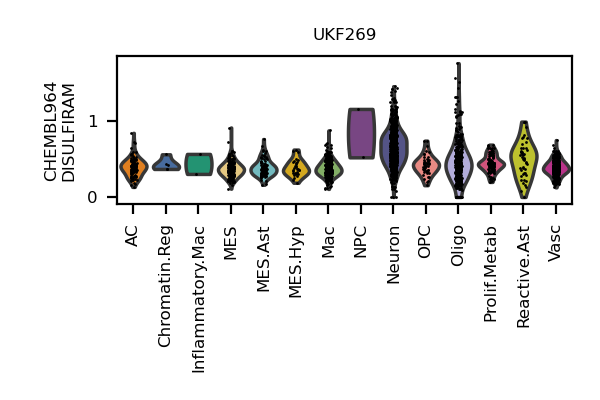 UKF269
CHEMBL964
DISULFIRAM
1
0
AC
Chromatin.Reg
Inflammatory.Mac
MES
MES.Ast
MES.Hyp
Mac
NPC
Neuron
OPC
Oligo
Prolif.Metab
Reactive.Ast
Vasc